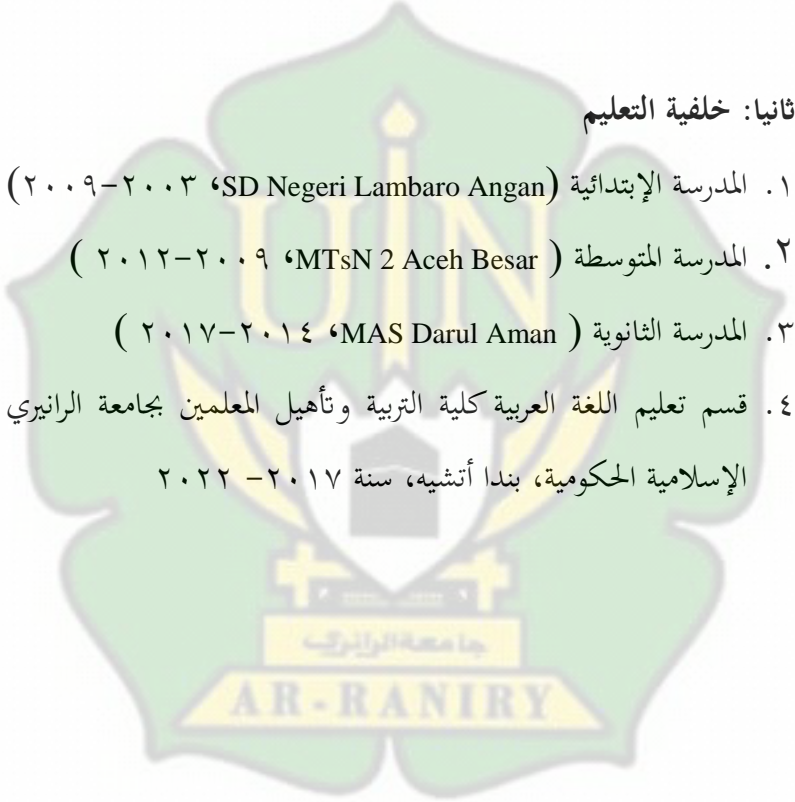 ثانيا: خلفية التعليم
١. المدرسة الإبتدائية (SD Negeri Lambaro Angan، ٢٠٠٣-٢٠٠٩)
٢. المدرسة المتوسطة ( MTsN 2 Aceh Besar، ٢٠٠٩-٢٠١٢ )
٣. المدرسة الثانوية ( MAS Darul Aman، ٢٠١٤-٢٠١٧ )
٤. قسم تعليم اللغة العربية كلية التربية وتأهيل المعلمين بجامعة الرانيري
الإسلامية الحكومية، بندا أتشيه، سنة ٢٠١٧- ٢٠٢٢
UIN
جامعة الرانري
AR-RANIRY